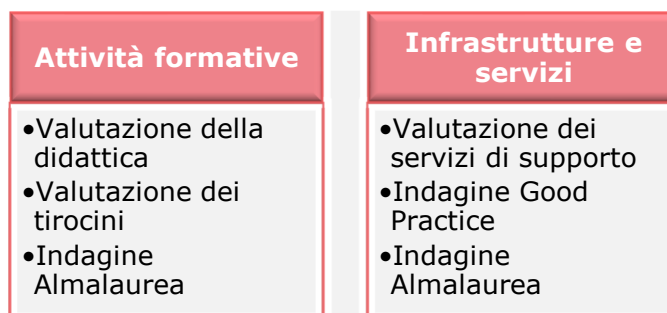 Attività formative
•Valutazione della
didattica
•Valutazione dei
tirocini
•Indagine
Almalaurea
Infrastrutture e
servizi
•Valutazione dei
servizi di supporto
•Indagine Good
Practice
•Indagine
Almalaurea